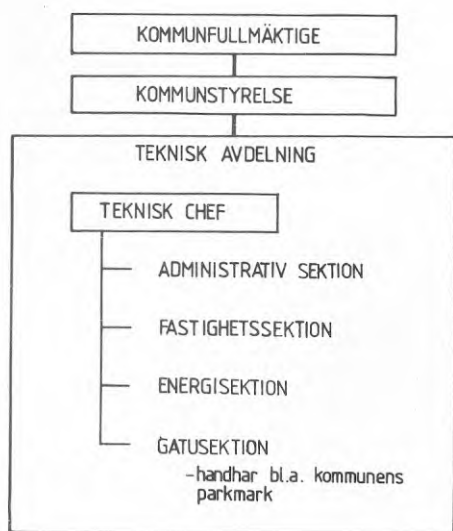 KOMMUNFULLMÄKTIGE
KOMMUNSTYRELSE
TEKNISK AVDELNING
TEKNISK CHEF
ADMINISTRATIV SEKTION
FASTIGHETSSEKTION
ENERGISEKTION
GATUSEKTION
-handhar bl.a. kommunens
parkmark